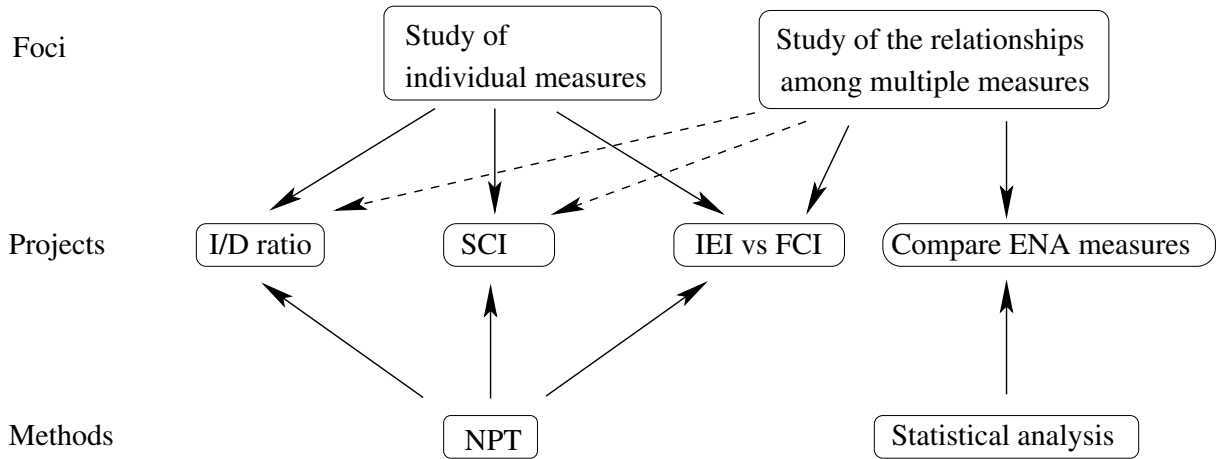 Foci
Study of
individual measures
Study of the relationships
among multiple measures
Projects
I/D ratio
SCI
IEI vs FCI
Compare ENA measures
Methods
NPT
Statistical analysis